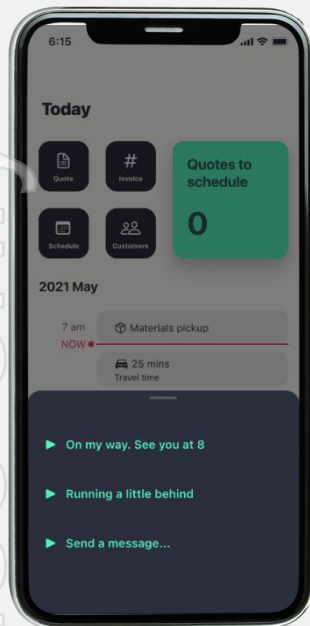 6:15
Today
Quote
Invoice
Quotes to
schedule
0
Schedule
Customers
2021 May
7 am
Materials pickup
NOW
25 mins
Travel time
On my way. See you at 8
Running a little behind
Send a message...